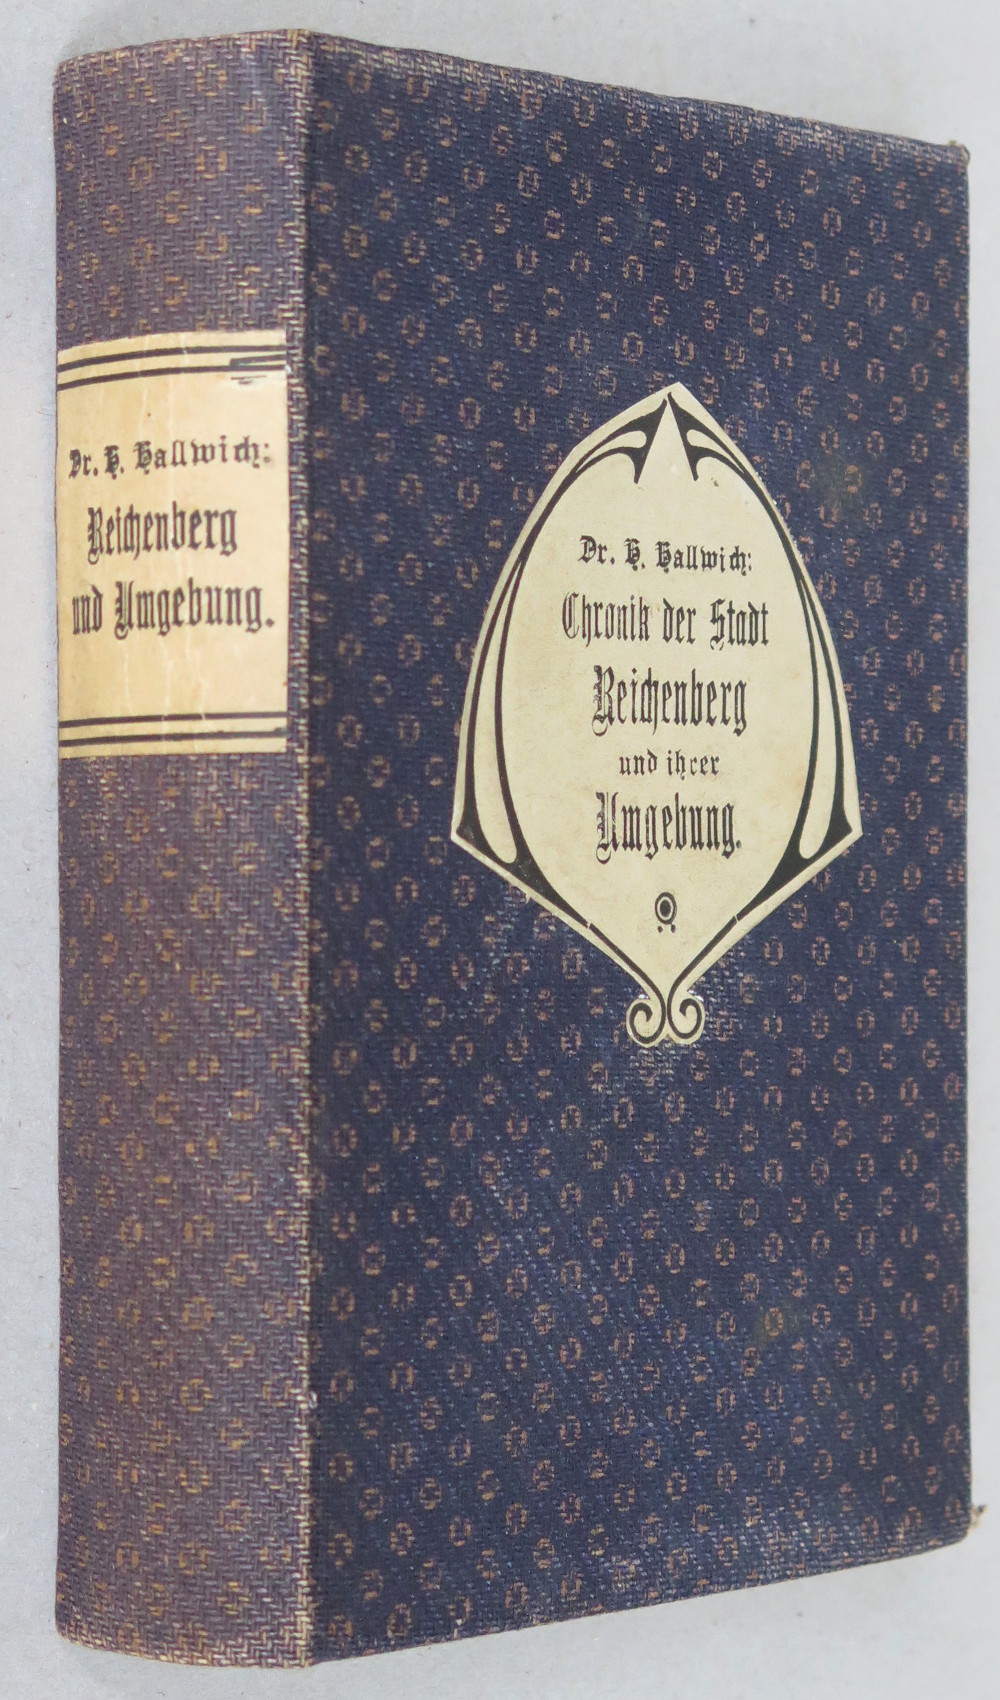 Dr. H. Hallwich:
Reichenberg
und Umgebung.
Dr. H. Hallwich:
Chronik der Stadt
Reichenberg
und ihrer
Umgebung.